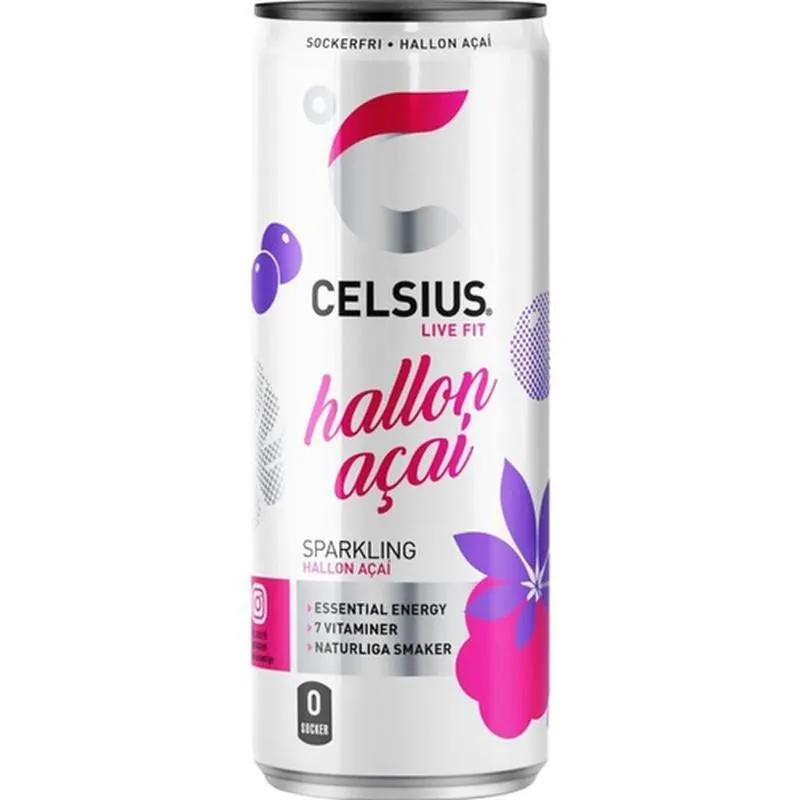 SOCKERFRI • HALLON AÇAÍ
CELSIUS®
LIVE FIT
hallon
açaí
SPARKLING
HALLON AÇAÍ
ESSENTIAL ENERGY
7 VITAMINER
NATURLIGA SMAKER
0
SOCKER